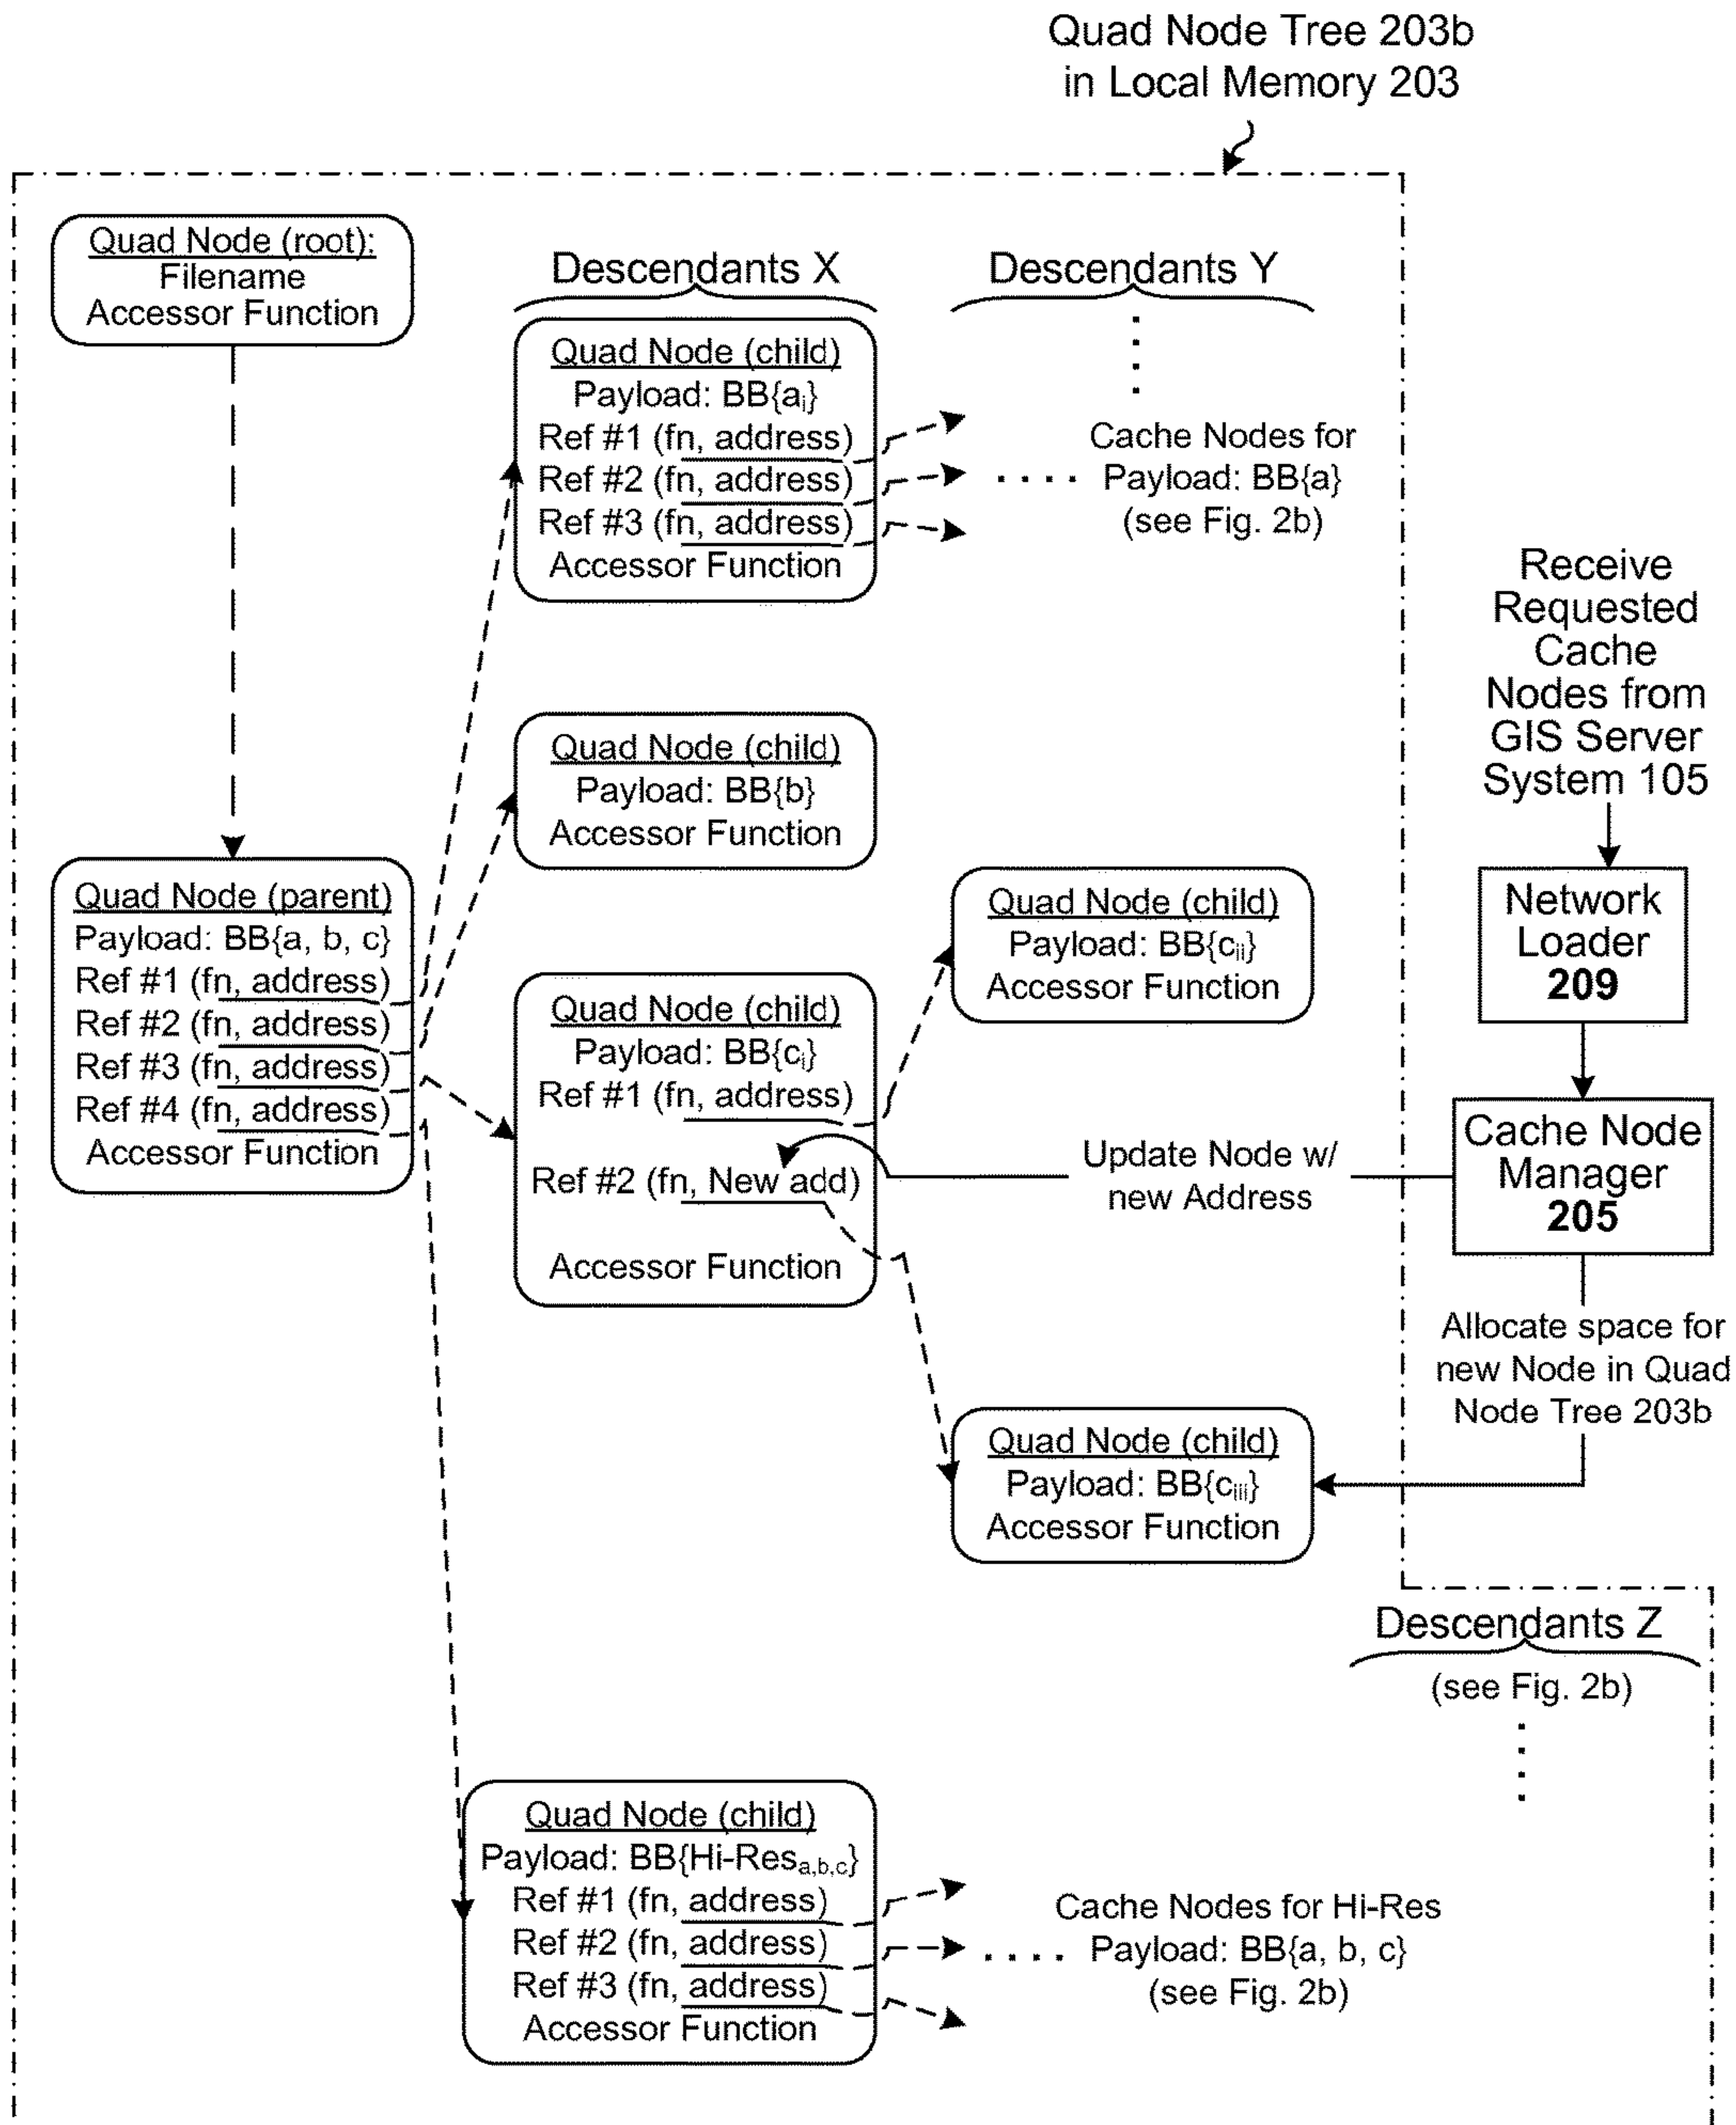 Quad Node Tree 203b
in Local Memory 203
Quad Node (root):
Filename
Accessor Function
Descendants X
Descendants Y
Quad Node (child)
Payload: BB{ai}
Ref #1 (fn, address)
Ref #2 (fn, address)
Ref #3 (fn, address)
Accessor Function
Cache Nodes for
Payload: BB{a}
(see Fig. 2b)
Receive
Requested
Cache
Nodes from
GIS Server
System 105
Quad Node (child)
Payload: BB{b}
Accessor Function
Quad Node (parent)
Payload: BB{a, b, c}
Ref #1 (fn, address)
Ref #2 (fn, address)
Ref #3 (fn, address)
Ref #4 (fn, address)
Accessor Function
Quad Node (child)
Payload: BB{ci}
Ref #1 (fn, address)
Ref #2 (fn, New add)
Accessor Function
Quad Node (child)
Payload: BB{cii}
Accessor Function
Network
Loader
209
Cache Node
Manager
205
Update Node w/
new Address
Allocate space for
new Node in Quad
Node Tree 203b
Quad Node (child)
Payload: BB{ciii}
Accessor Function
Descendants Z
(see Fig. 2b)
Quad Node (child)
Payload: BB{Hi-Resa,b,c}
Ref #1 (fn, address)
Ref #2 (fn, address)
Ref #3 (fn, address)
Accessor Function
Cache Nodes for Hi-Res
Payload: BB{a, b, c}
(see Fig. 2b)